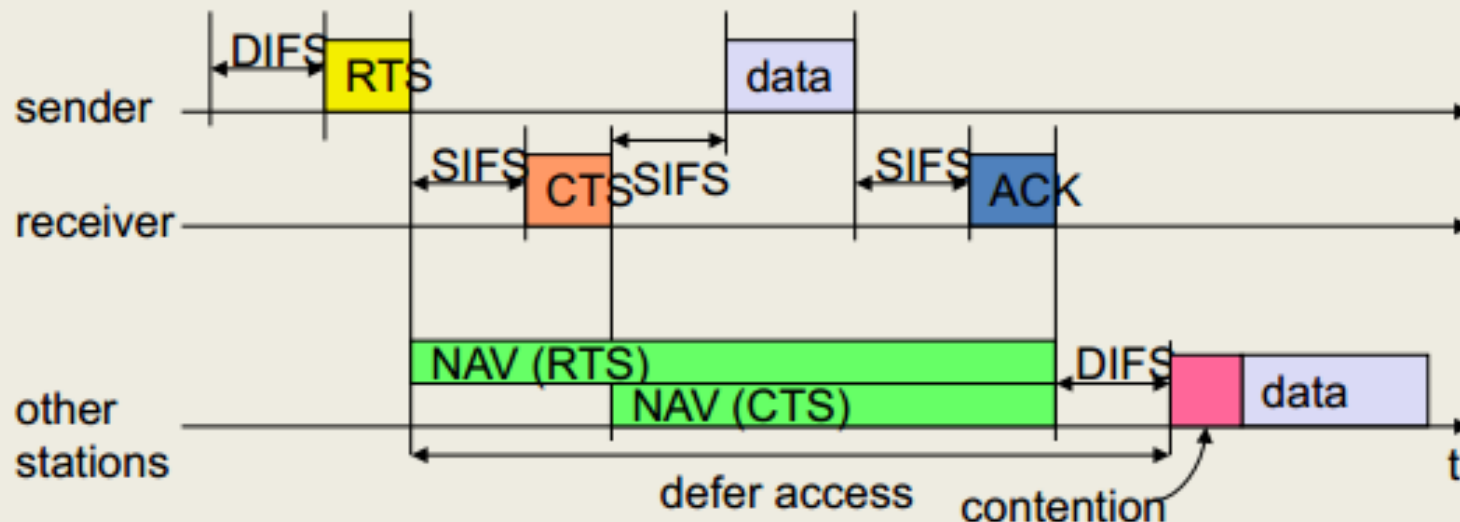 DIFS
RTS
data
sender
SIFS
CTS
SIFS
SIFS
ACK
receiver
NAV (RTS)
DIFS
NAV (CTS)
data
other
stations
t
defer access
contention